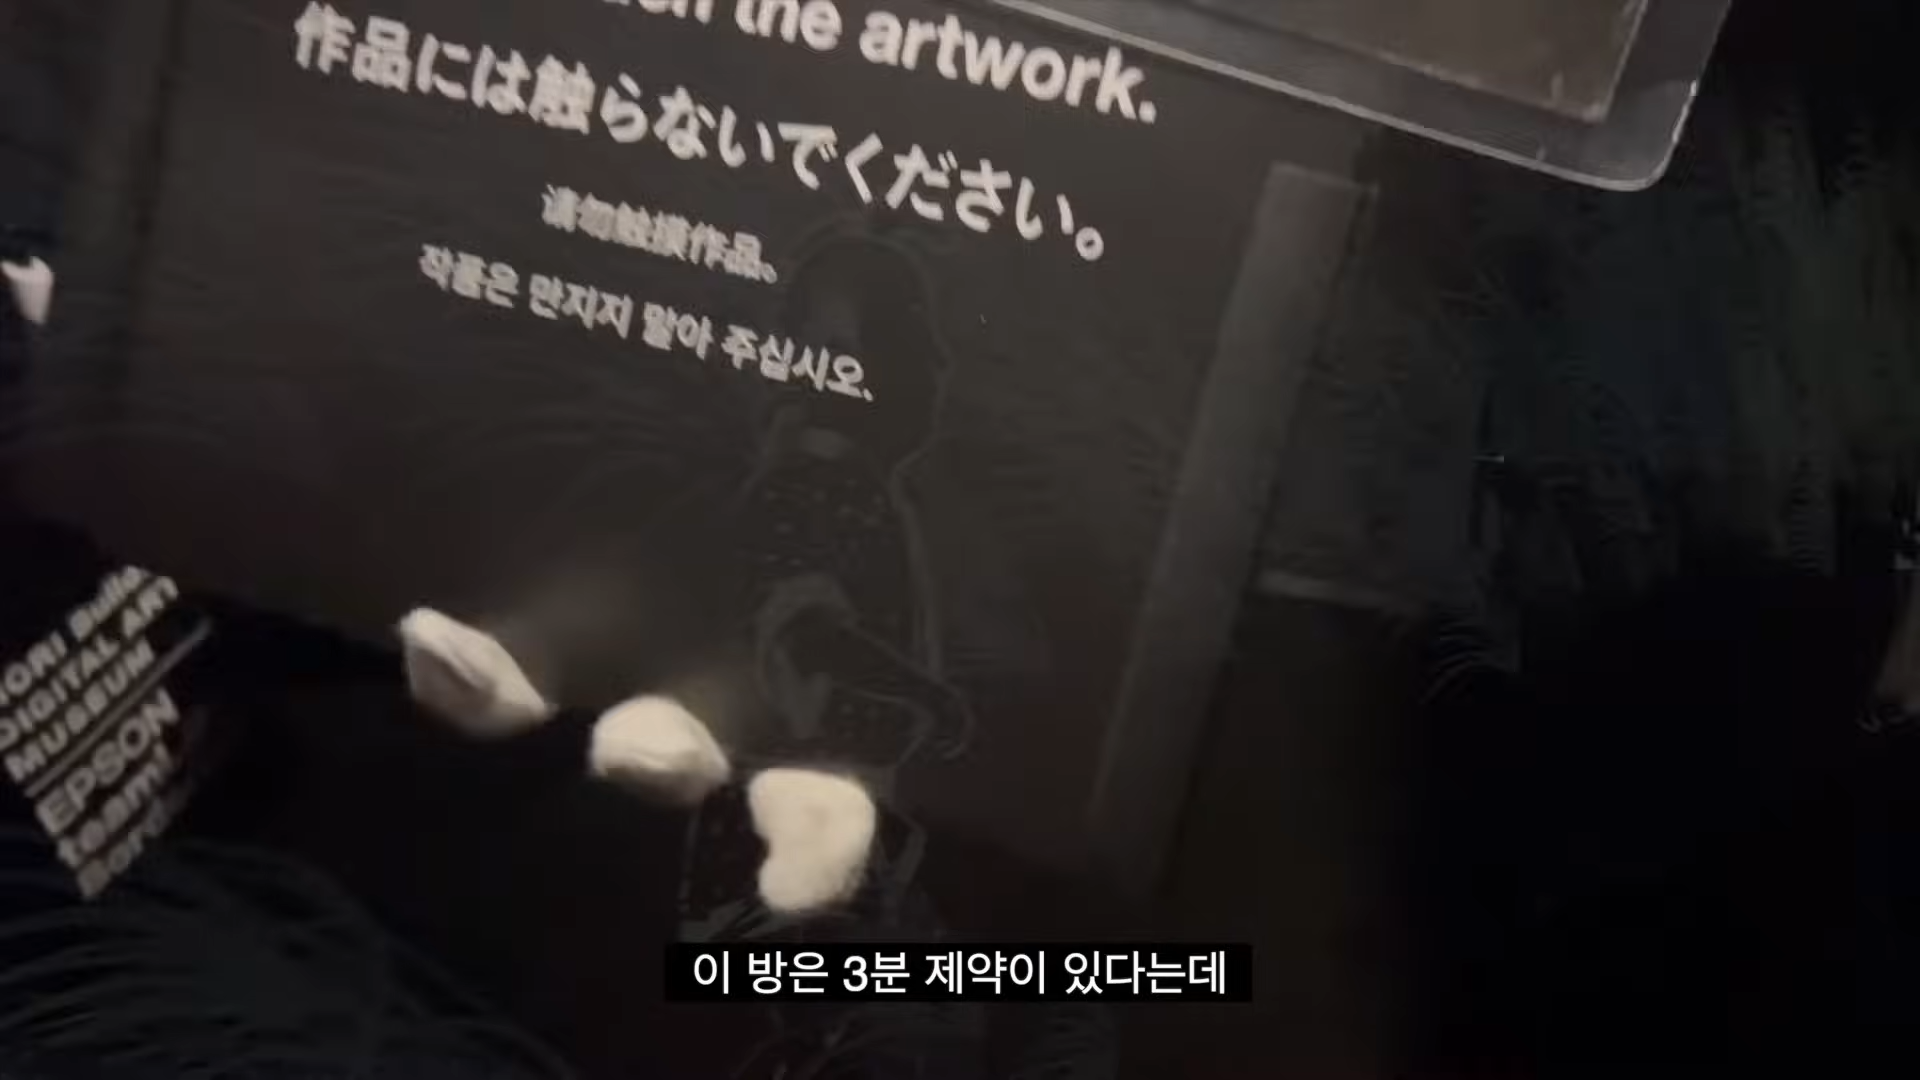 the artwork.
作品には触らないでください。
请勿触摸作品。
작품은 만지지 말아 주십시오.
DIGITAL ART
MUSEUM
EPSON
이 방은 3분 제약이 있다는데